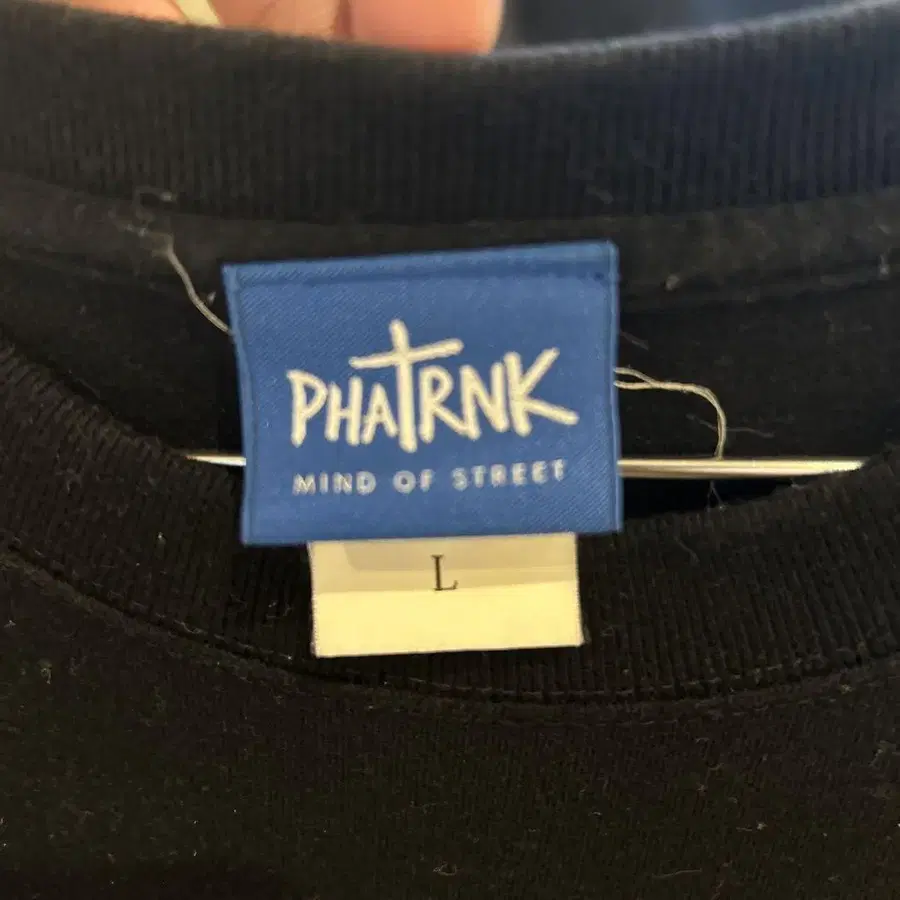 PHATRNK
MIND OF STREET
L